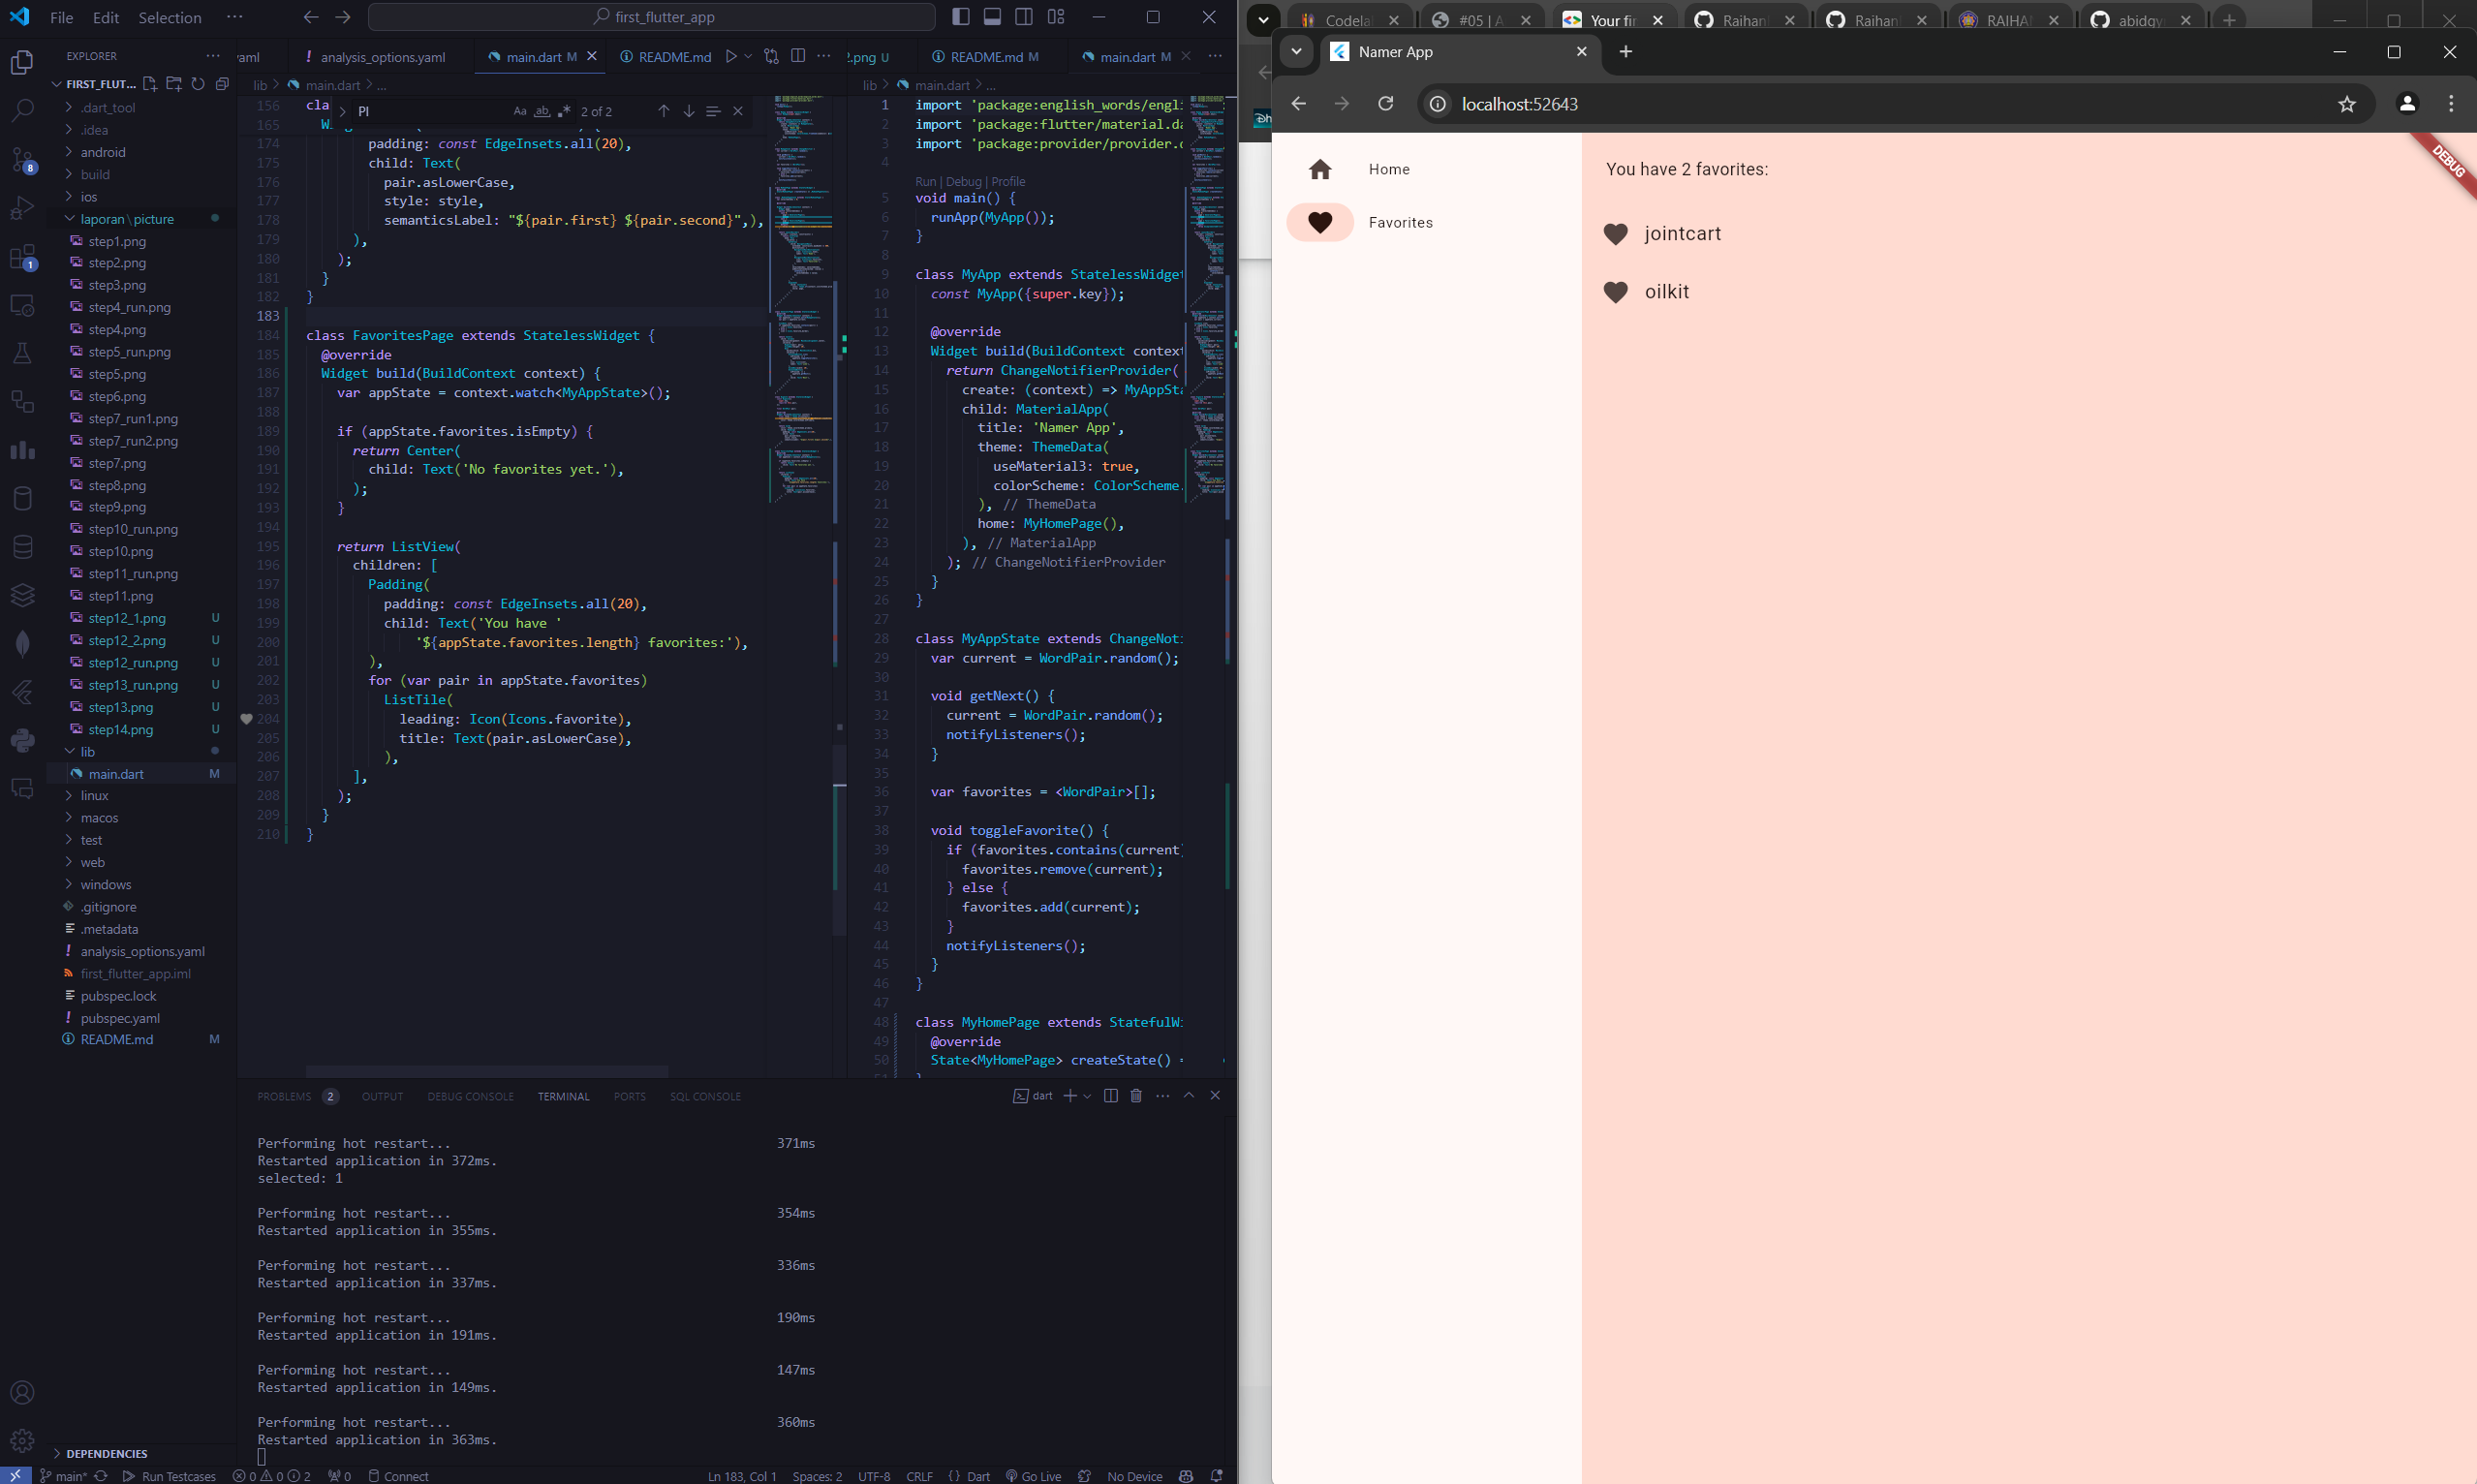 File Edit Selection ···
first_flutter_app
EXPLORER ···
FIRST_FLUT...
.dart_tool
.idea
android
build
ios
laporan\picture
step1.png
step2.png
step3.png
step4_run.png
step4.png
step5_run.png
step5.png
step6.png
step7_run1.png
step7_run2.png
step7.png
step8.png
step9.png
step10_run.png
step10.png
step11_run.png
step11.png
step12_1.png U
step12_2.png U
step12_run.png U
step13_run.png U
step13.png U
step14.png U
lib
main.dart M
linux
macos
test
web
windows
.gitignore
.metadata
! analysis_options.yaml
first_flutter_app.iml
pubspec.lock
! pubspec.yaml
README.md M
DEPENDENCIES
8
1
yaml ! analysis_options.yaml main.dart M README.md
lib > main.dart > ...
PI Aa ab .* 2 of 2
156 cla
165
174 padding: const EdgeInsets.all(20),
175 child: Text(
176 pair.asLowerCase,
177 style: style,
178 semanticsLabel: "${pair.first} ${pair.second}",),
179 ),
180 );
181 }
182 }
183
184 class FavoritesPage extends StatelessWidget {
185 @override
186 Widget build(BuildContext context) {
187 var appState = context.watch<MyAppState>();
188
189 if (appState.favorites.isEmpty) {
190 return Center(
191 child: Text('No favorites yet.'),
192 );
193 }
194
195 return ListView(
196 children: [
197 Padding(
198 padding: const EdgeInsets.all(20),
199 child: Text('You have '
200 '${appState.favorites.length} favorites:'),
201 ),
202 for (var pair in appState.favorites)
203 ListTile(
204 leading: Icon(Icons.favorite),
205 title: Text(pair.asLowerCase),
206 ),
207 ],
208 );
209 }
210 }
2.png U README.md M main.dart M
lib > main.dart > ...
1 import 'package:english_words/engli
2 import 'package:flutter/material.da
3 import 'package:provider/provider.d
4
Run | Debug | Profile
5 void main() {
6 runApp(MyApp());
7 }
8
9 class MyApp extends StatelessWidget
10 const MyApp({super.key});
11
12 @override
13 Widget build(BuildContext context
14 return ChangeNotifierProvider(
15 create: (context) => MyAppSta
16 child: MaterialApp(
17 title: 'Namer App',
18 theme: ThemeData(
19 useMaterial3: true,
20 colorScheme: ColorScheme.
21 ), // ThemeData
22 home: MyHomePage(),
23 ), // MaterialApp
24 ); // ChangeNotifierProvider
25 }
26 }
27
28 class MyAppState extends ChangeNoti
29 var current = WordPair.random();
30
31 void getNext() {
32 current = WordPair.random();
33 notifyListeners();
34 }
35
36 var favorites = <WordPair>[];
37
38 void toggleFavorite() {
39 if (favorites.contains(current)
40 favorites.remove(current);
41 } else {
42 favorites.add(current);
43 }
44 notifyListeners();
45 }
46 }
47
48 class MyHomePage extends StatefulWi
49 @override
50 State<MyHomePage> createState() =
PROBLEMS 2 OUTPUT DEBUG CONSOLE TERMINAL PORTS SQL CONSOLE
dart
Performing hot restart... 371ms
Restarted application in 372ms.
selected: 1
Performing hot restart... 354ms
Restarted application in 355ms.
Performing hot restart... 336ms
Restarted application in 337ms.
Performing hot restart... 190ms
Restarted application in 191ms.
Performing hot restart... 147ms
Restarted application in 149ms.
Performing hot restart... 360ms
Restarted application in 363ms.
main* Run Testcases 0 0 2 0 Connect
Ln 183, Col 1 Spaces: 2 UTF-8 CRLF {} Dart Go Live No Device
Codela #05 | A Your fir Raihan Raihan RAIHA abidqy
Namer App
localhost:52643
DEBUG
Home
Favorites
You have 2 favorites:
jointcart
oilkit